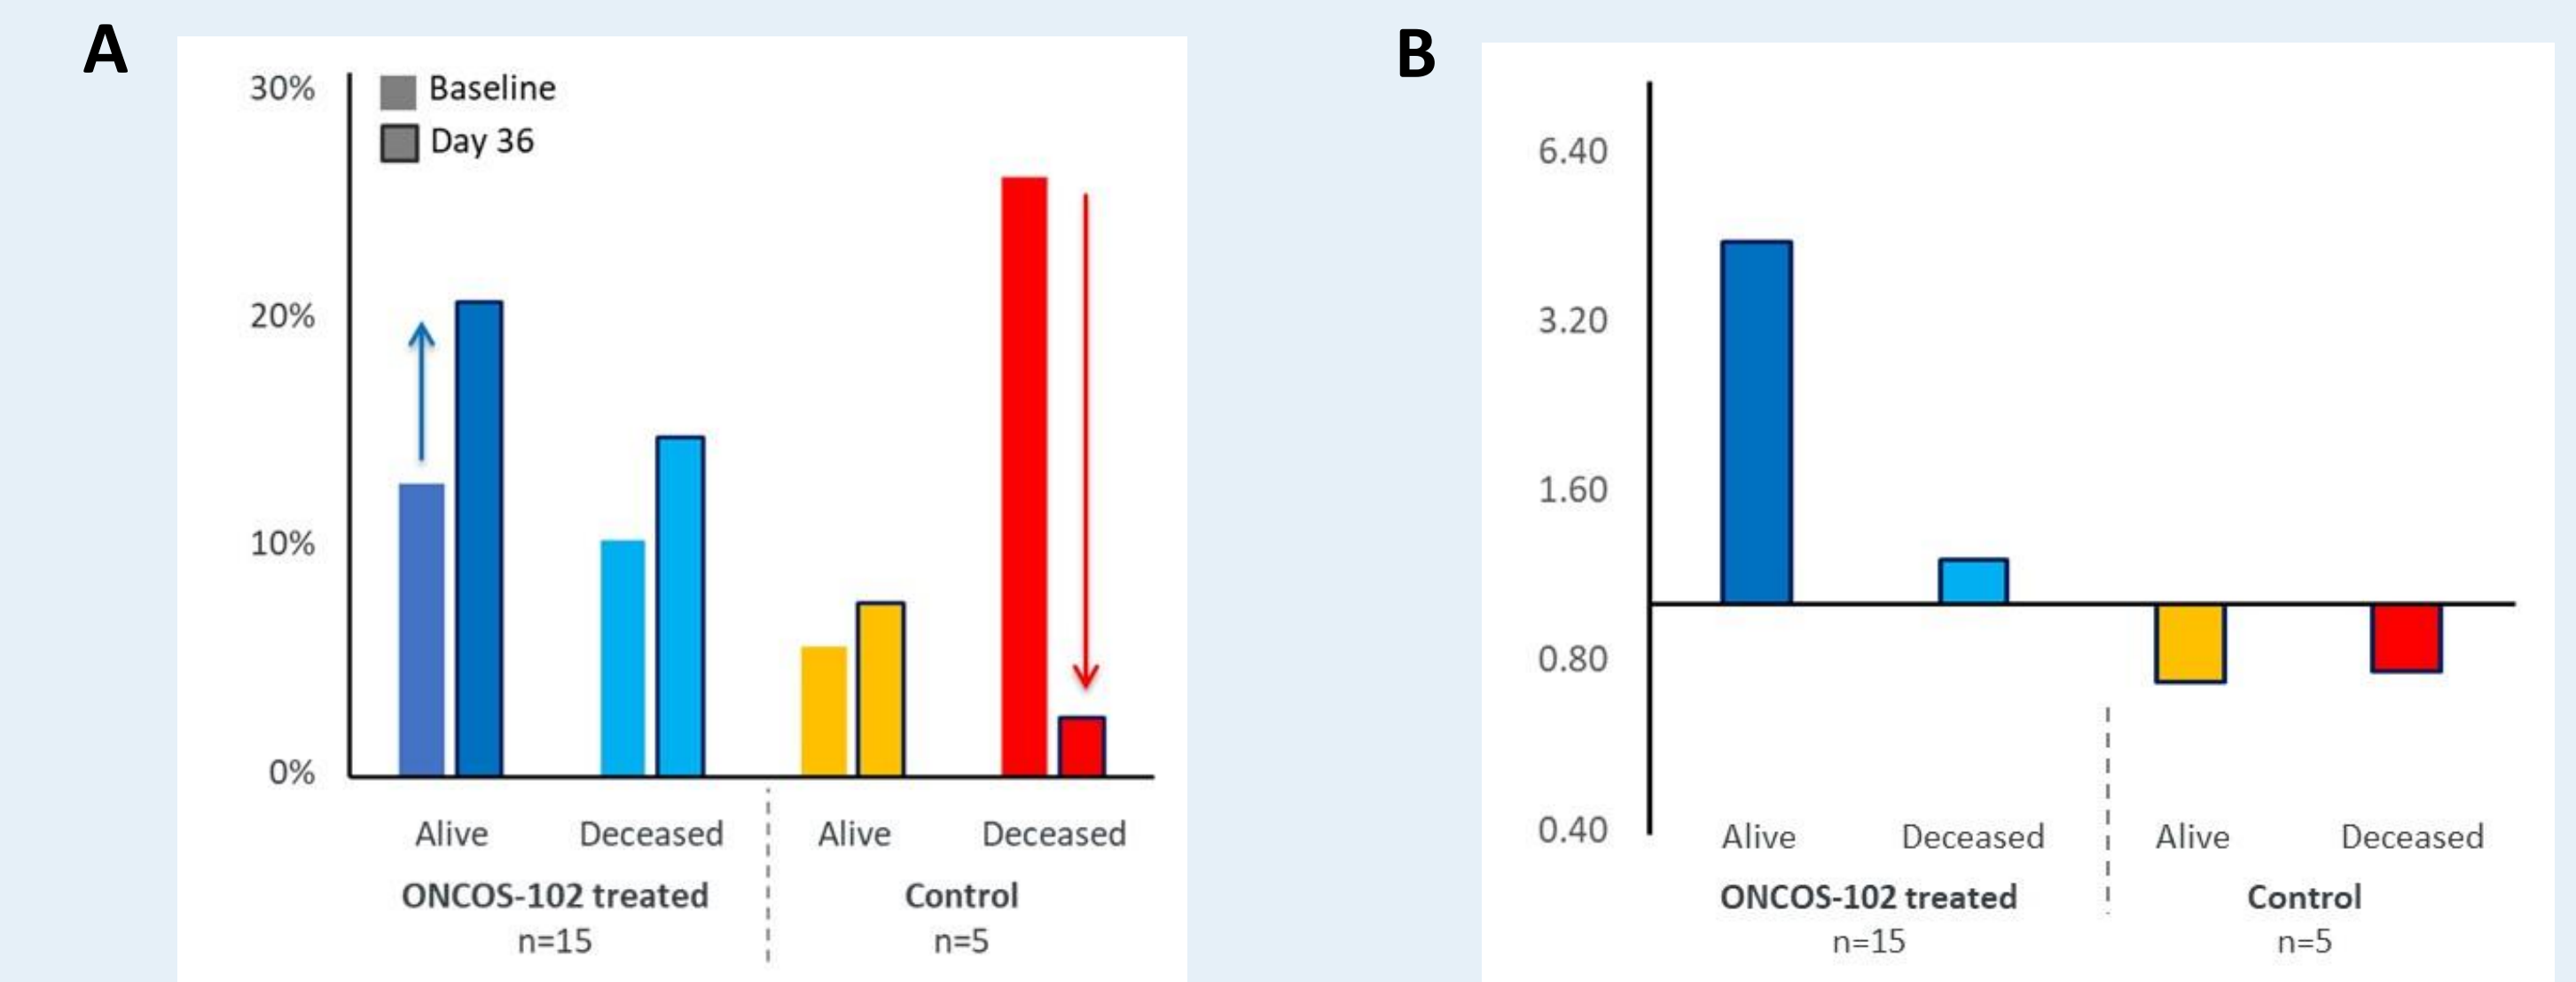 A
30%
Baseline
Day 36
20%
10%
0%
Alive Deceased Alive Deceased
ONCOS-102 treated Control
n=15 n=5
B
6.40
3.20
1.60
0.80
0.40
Alive Deceased Alive Deceased
ONCOS-102 treated Control
n=15 n=5